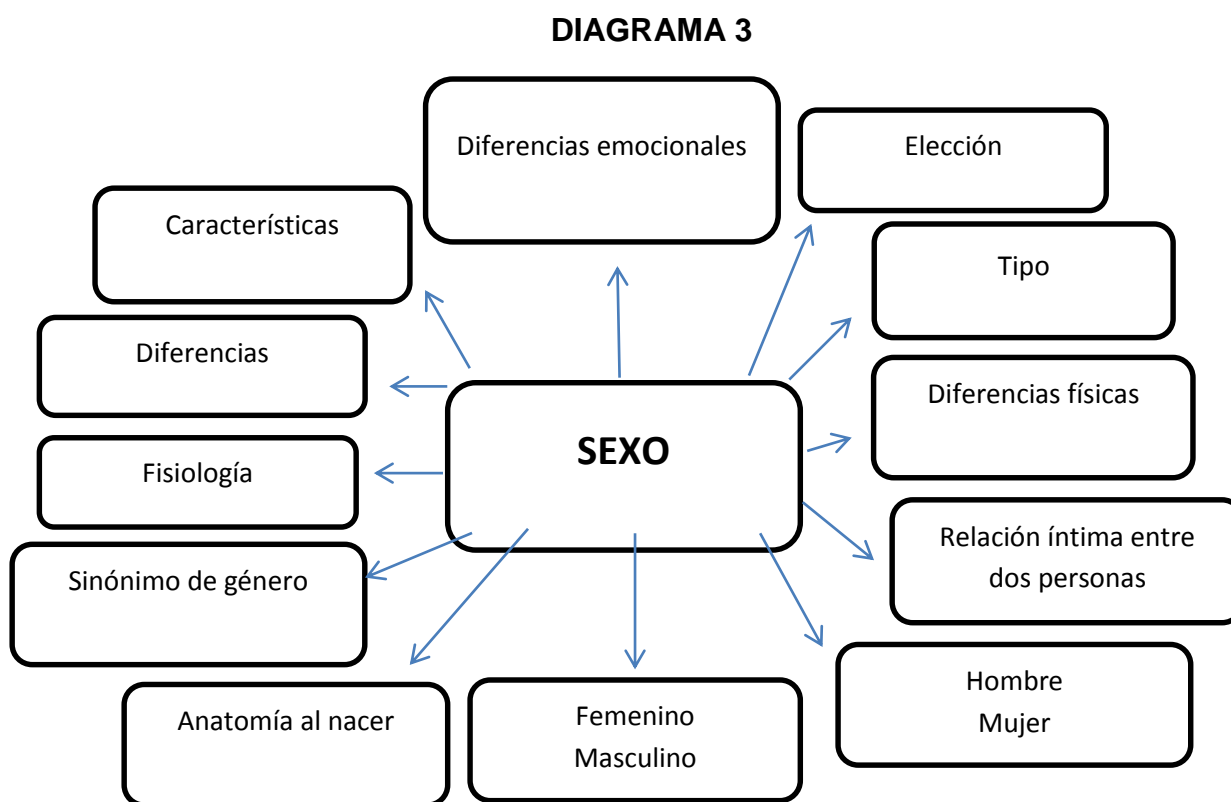 DIAGRAMA 3
Diferencias emocionales
Elección
Características
Tipo
Diferencias
Diferencias físicas
SEXO
Fisiología
Relación íntima entre
dos personas
Sinónimo de género
Hombre
Mujer
Anatomía al nacer
Femenino
Masculino